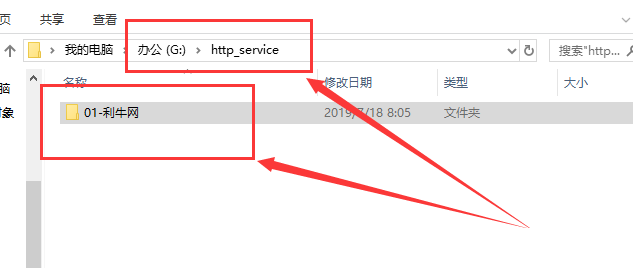 页 共享 查看
我的电脑 办公 (G:) http_service 搜索"http...
脑 名称 修改日期 类型 大小
对象 01-利牛网 2019/7/18 8:05 文件夹